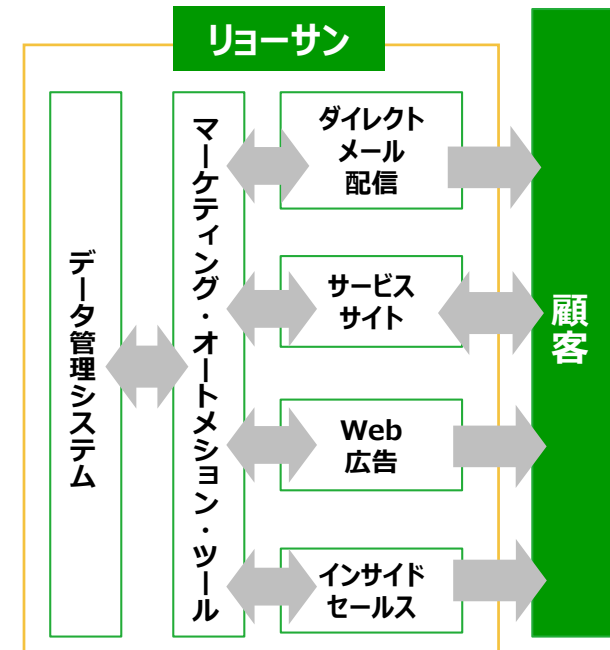 リョーサン
データ管理システム
マーケティング・オートメション・ツール
ダイレクト
メール
配信
サービス
サイト
Web
広告
インサイド
セールス
顧客